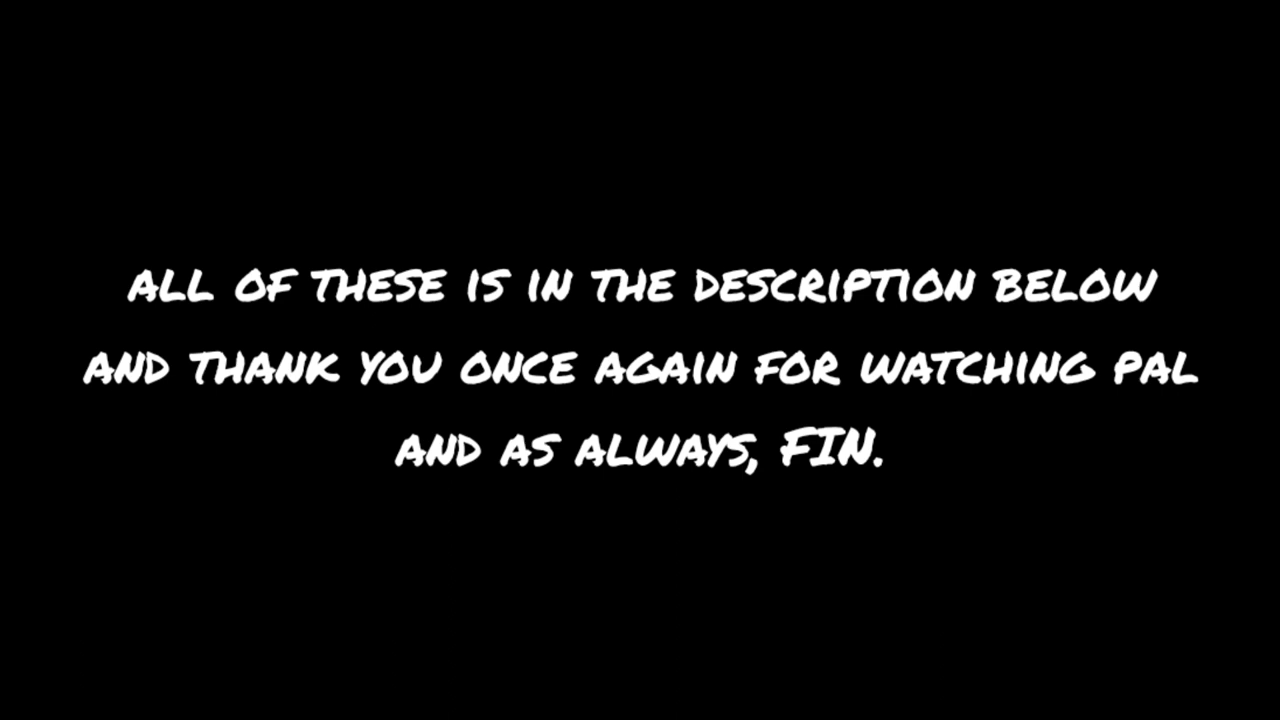 all of these is in the description below
and thank you once again for watching pal
and as always, FIN.